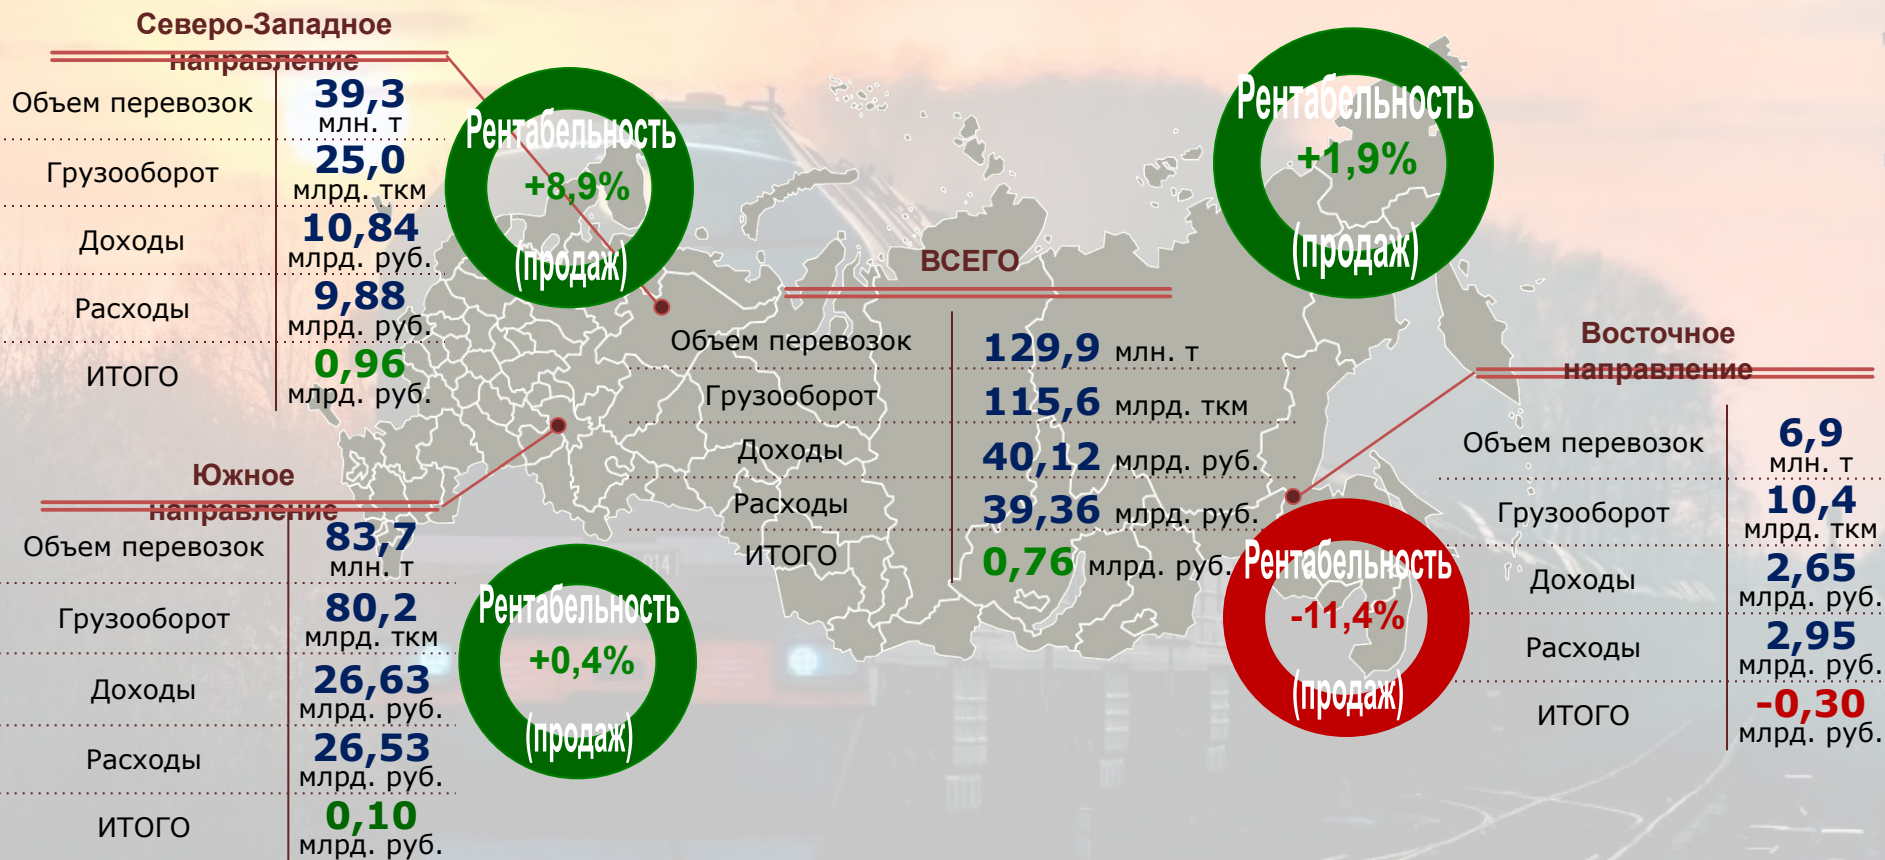 Северо-Западное
направление
Объем перевозок 39,3
млн. т
Грузооборот 25,0
млрд. ткм
Доходы 10,84
млрд. руб.
Расходы 9,88
млрд. руб.
ИТОГО 0,96
млрд. руб.
Рентабельность
+8,9%
(продаж)
Рентабельность
+1,9%
(продаж)
ВСЕГО
Объем перевозок 129,9 млн. т
Грузооборот 115,6 млрд. ткм
Доходы 40,12 млрд. руб.
Расходы 39,36 млрд. руб.
ИТОГО 0,76 млрд. руб.
Южное
направление
Объем перевозок 83,7
млн. т
Грузооборот 80,2
млрд. ткм
Доходы 26,63
млрд. руб.
Расходы 26,53
млрд. руб.
ИТОГО 0,10
млрд. руб.
Рентабельность
+0,4%
(продаж)
Восточное
направление
Объем перевозок 6,9
млн. т
Грузооборот 10,4
млрд. ткм
Доходы 2,65
млрд. руб.
Расходы 2,95
млрд. руб.
ИТОГО -0,30
млрд. руб.
Рентабельность
-11,4%
(продаж)